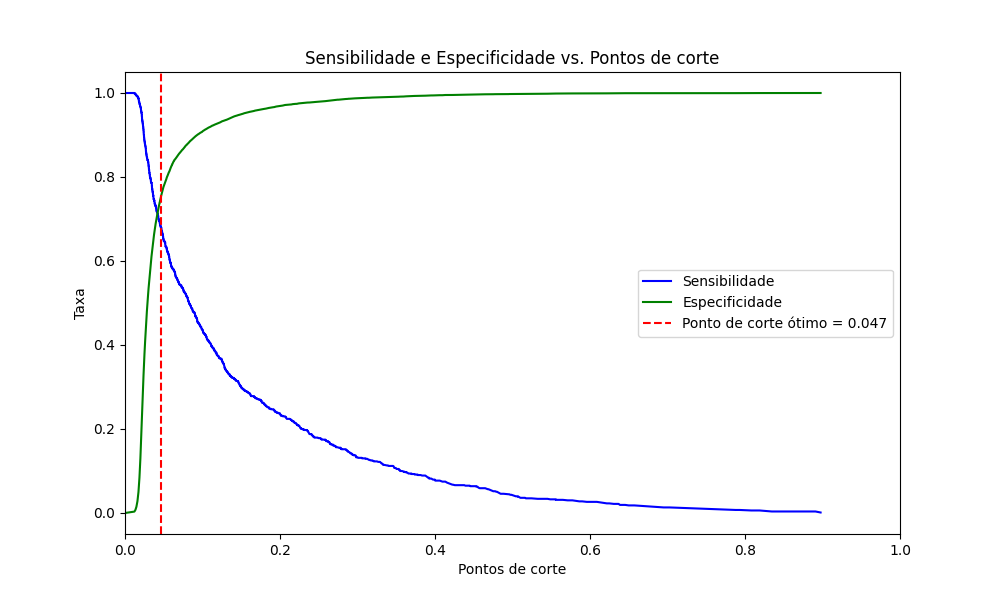 Sensibilidade e Especificidade vs. Pontos de corte
1.0
0.8
0.6
0.4
0.2
0.0
Taxa
Sensibilidade
Especificidade
Ponto de corte ótimo = 0.047
0.0 0.2 0.4 0.6 0.8 1.0
Pontos de corte